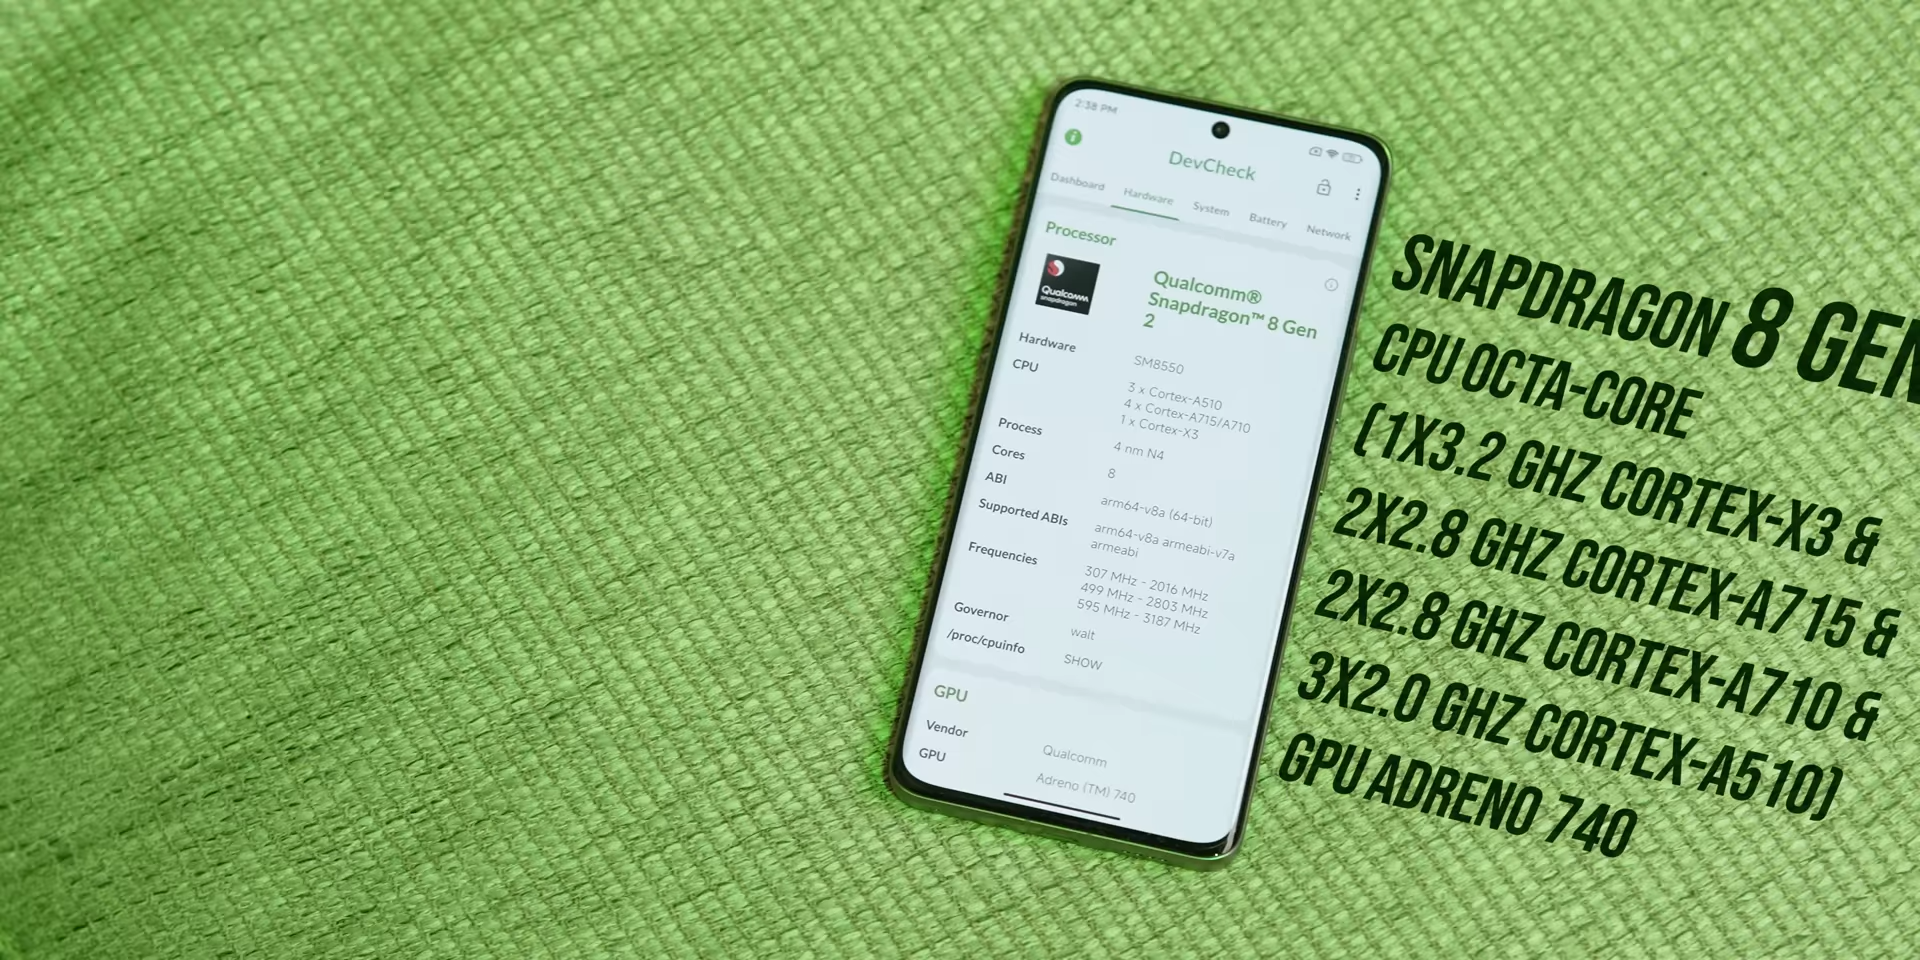 2:38 PM
DevCheck
Dashboard Hardware System Battery Network
Processor
Qualcomm
snapdragon
Qualcomm®
Snapdragon™ 8 Gen
2
Hardware SM8550
CPU 3 x Cortex-A510
4 x Cortex-A715/A710
1 x Cortex-X3
Process 4 nm N4
Cores 8
ABI arm64-v8a (64-bit)
Supported ABIs arm64-v8a armeabi-v7a
armeabi
Frequencies 307 MHz - 2016 MHz
499 MHz - 2803 MHz
595 MHz - 3187 MHz
Governor walt
/proc/cpuinfo SHOW
GPU
Vendor Qualcomm
GPU Adreno (TM) 740
SNAPDRAGON 8 GEN
CPU OCTA-CORE
(1X3.2 GHZ CORTEX-X3 &
2X2.8 GHZ CORTEX-A715 &
2X2.8 GHZ CORTEX-A710 &
3X2.0 GHZ CORTEX-A510)
GPU ADRENO 740